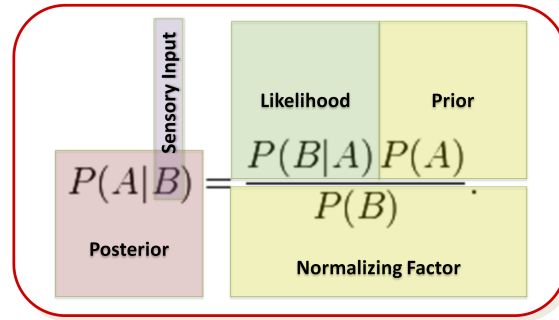 Sensory Input
Likelihood
Prior
P(A|B) = P(B|A) P(A) / P(B) .
Posterior
Normalizing Factor